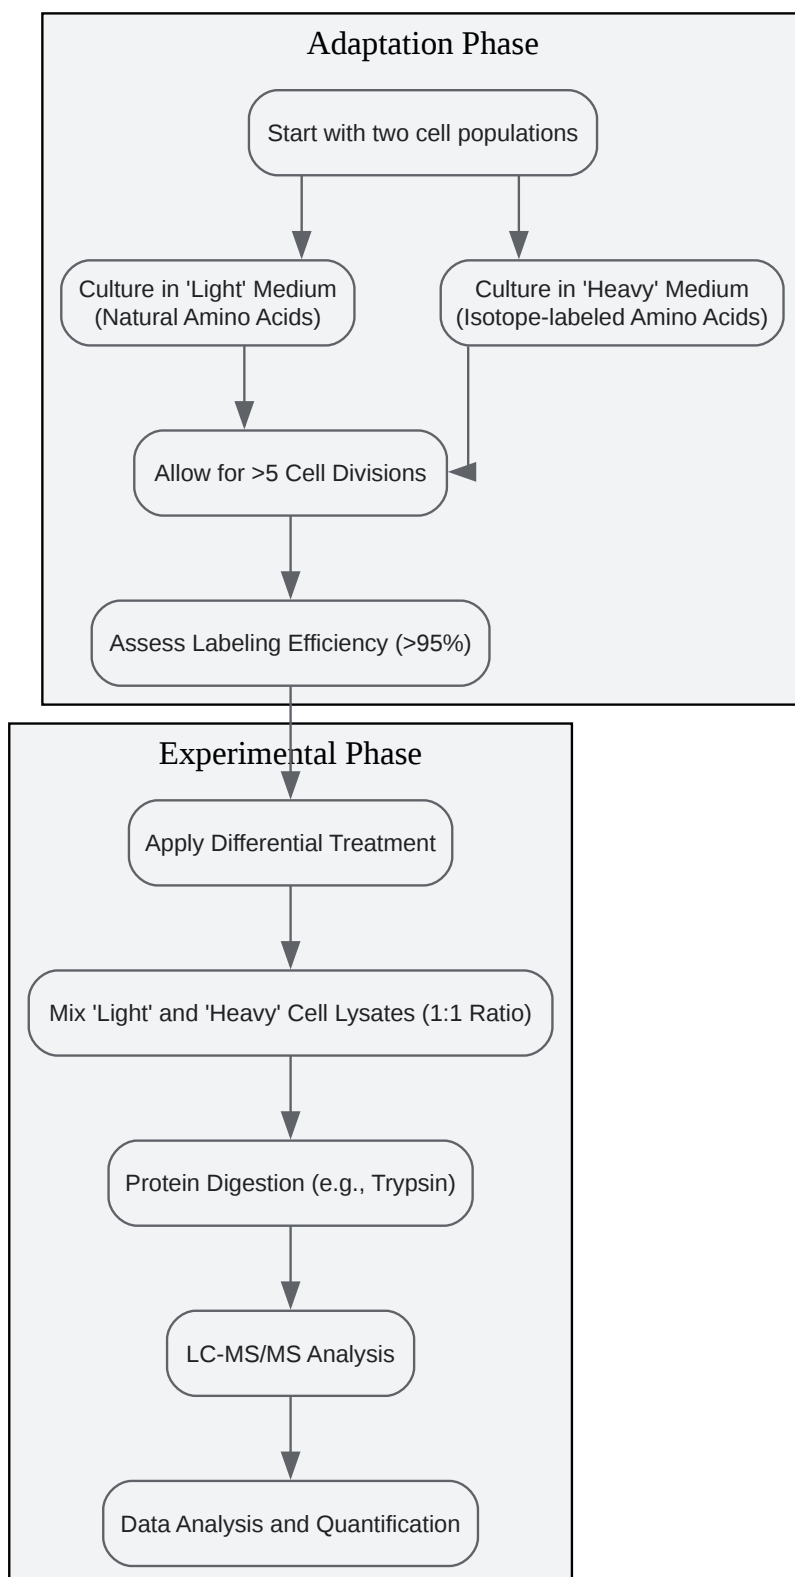 Adaptation Phase
Start with two cell populations
Culture in 'Light' Medium
(Natural Amino Acids)
Culture in 'Heavy' Medium
(Isotope-labeled Amino Acids)
Allow for >5 Cell Divisions
Assess Labeling Efficiency (>95%)
Experimental Phase
Apply Differential Treatment
Mix 'Light' and 'Heavy' Cell Lysates (1:1 Ratio)
Protein Digestion (e.g., Trypsin)
LC-MS/MS Analysis
Data Analysis and Quantification